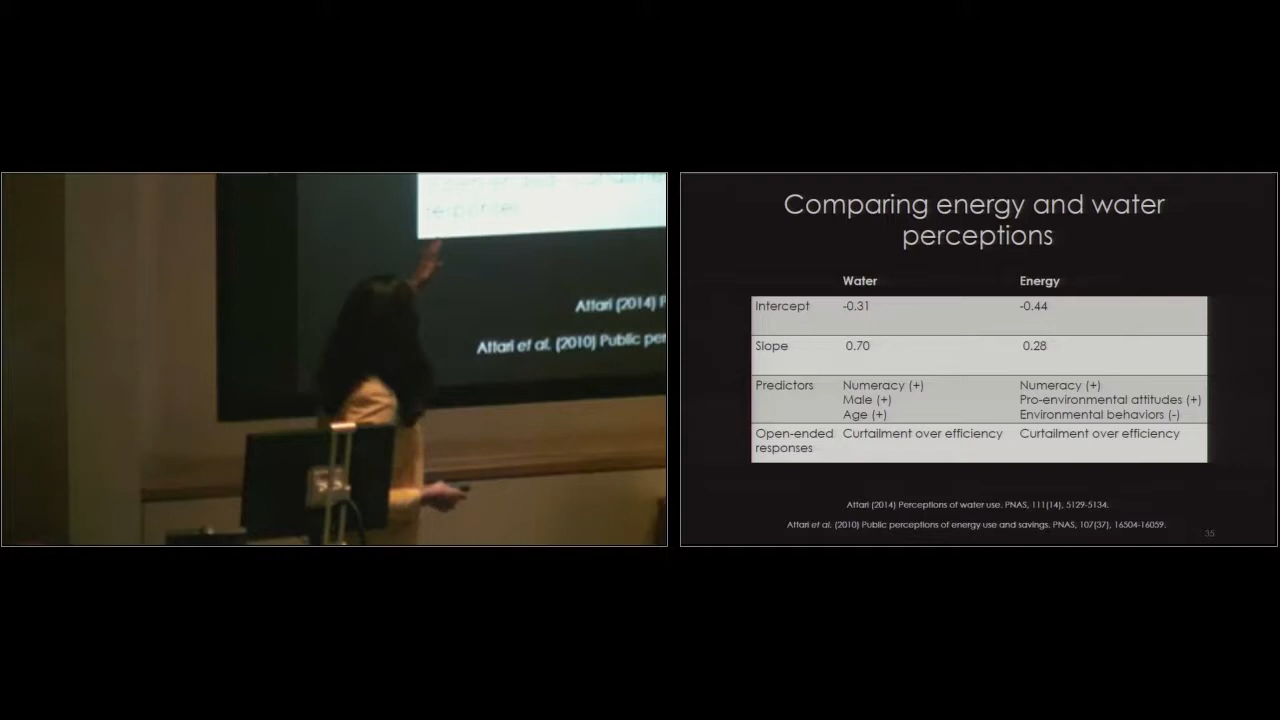 responses
Attari (2014) P
Attari et al. (2010) Public per
Comparing energy and water
perceptions
Water Energy
Intercept -0.31 -0.44
Slope 0.70 0.28
Predictors Numeracy (+) Numeracy (+)
Male (+) Pro-environmental attitudes (+)
Age (+) Environmental behaviors (-)
Open-ended Curtailment over efficiency Curtailment over efficiency
responses
Attari (2014) Perceptions of water use. PNAS, 111(14), 5129-5134.
Attari et al. (2010) Public perceptions of energy use and savings. PNAS, 107(37), 16504-16059.
35